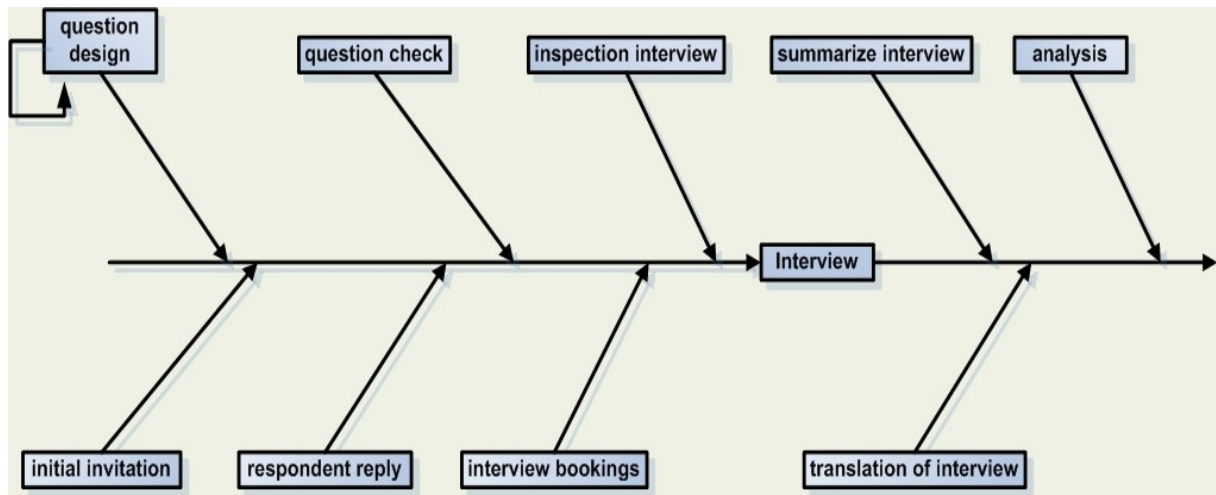 question
design
question check
inspection interview
summarize interview
analysis
Interview
initial invitation
respondent reply
interview bookings
translation of interview